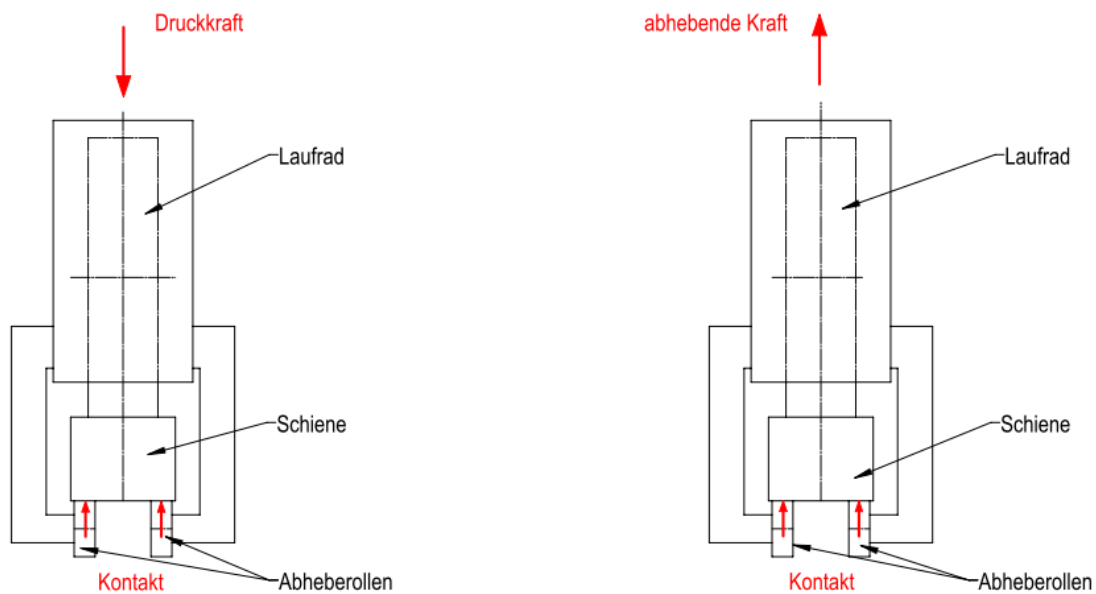 Druckkraft
Laufrad
Schiene
Kontakt
Abheberollen
abhebende Kraft
Laufrad
Schiene
Kontakt
Abheberollen